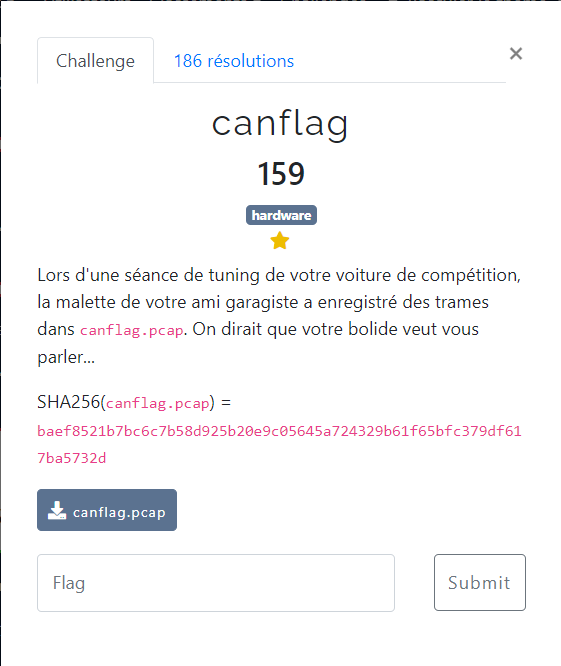 Challenge
186 résolutions
×
canflag
159
hardware
Lors d'une séance de tuning de votre voiture de compétition,
la malette de votre ami garagiste a enregistré des trames
dans canflag.pcap. On dirait que votre bolide veut vous
parler...
SHA256(canflag.pcap) =
baef8521b7bc6c7b58d925b20e9c05645a724329b61f65bfc379df61
7ba5732d
canflag.pcap
Flag
Submit